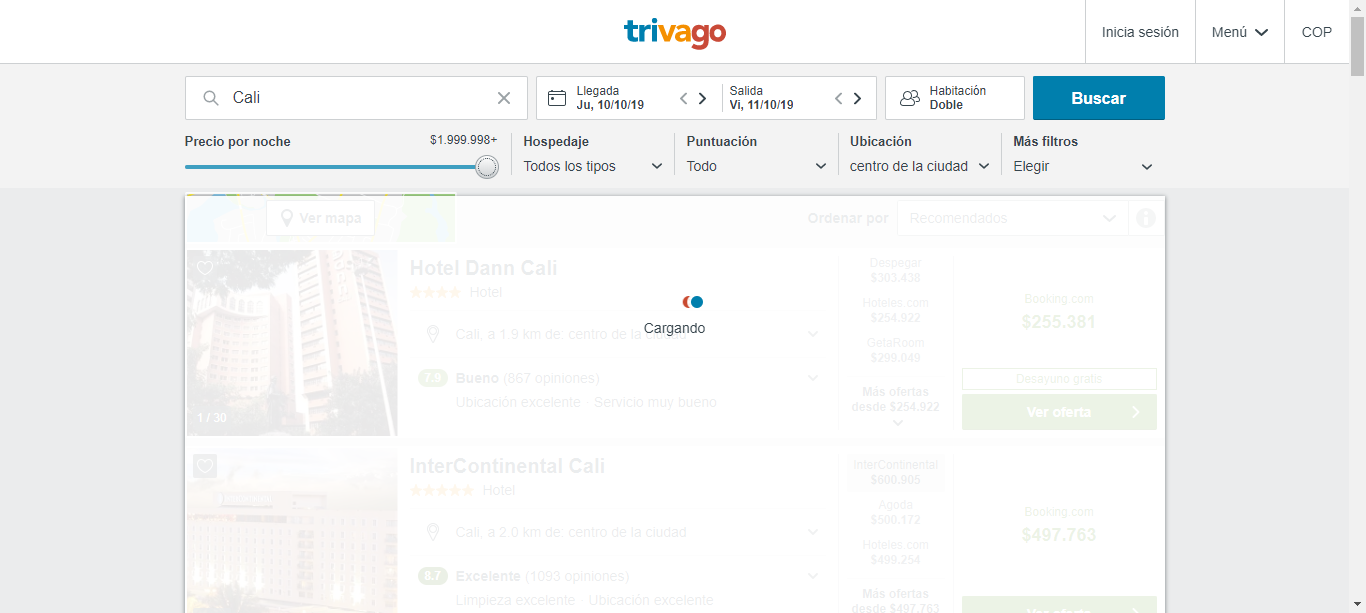 trivago
Inicia sesión
Menú
COP
Cali
Llegada
Ju, 10/10/19
Salida
Vi, 11/10/19
Habitación
Doble
Buscar
Precio por noche
$1.999.998+
Hospedaje
Todos los tipos
Puntuación
Todo
Ubicación
centro de la ciudad
Más filtros
Elegir
Ver mapa
Ordenar por
Recomendados
Cargando
Hotel Dann Cali
Hotel
Cali, a 1.9 km de: centro de la ciudad
7.9 Bueno (867 opiniones)
Ubicación excelente · Servicio muy bueno
1 / 30
Despegar
$303.438
Hoteles.com
$254.922
GetaRoom
$299.049
Más ofertas
desde $254.922
Booking.com
$255.381
Desayuno gratis
Ver oferta
InterContinental Cali
Hotel
Cali, a 2.0 km de: centro de la ciudad
8.7 Excelente (1093 opiniones)
Limpieza excelente · Ubicación excelente
InterContinental
$600.905
Agoda
$500.172
Hoteles.com
$499.254
Más ofertas
desde $497.763
Booking.com
$497.763
Ver oferta